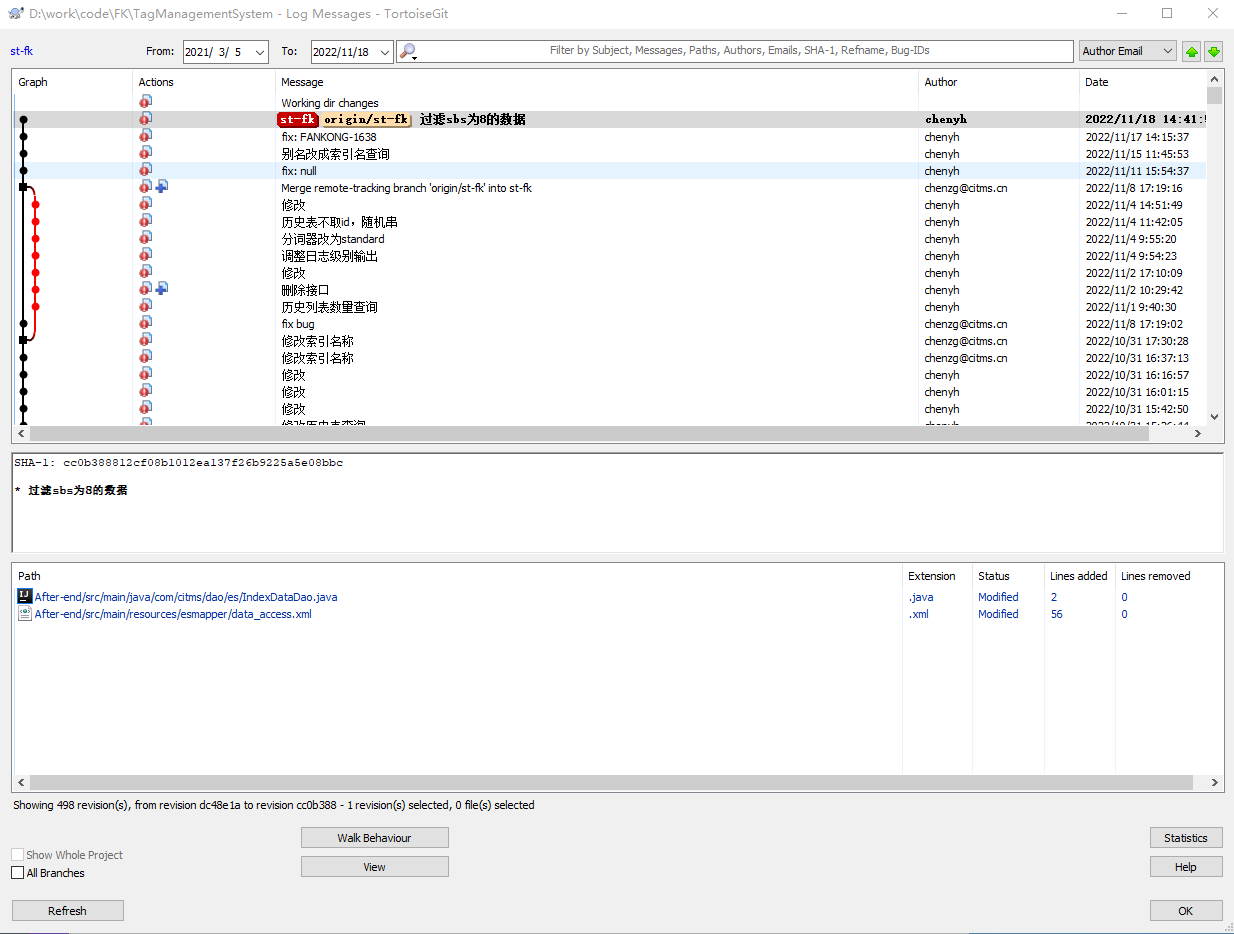 D:\work\code\FK\TagManagementSystem - Log Messages - TortoiseGit
st-fk From: 2021/ 3/ 5 To: 2022/11/18 Filter by Subject, Messages, Paths, Authors, Emails, SHA-1, Refname, Bug-IDs Author Email
Graph Actions Message Author Date
Working dir changes
st-fk origin/st-fk 过滤sbs为8的数据 chenyh 2022/11/18 14:41:
fix: FANKONG-1638 chenyh 2022/11/17 14:15:37
别名改成索引名查询 chenyh 2022/11/15 11:45:53
fix: null chenyh 2022/11/11 15:54:37
Merge remote-tracking branch 'origin/st-fk' into st-fk chenzg@citms.cn 2022/11/8 17:19:16
修改 chenyh 2022/11/4 14:51:49
历史表不取id，随机串 chenyh 2022/11/4 11:42:05
分词器改为standard chenyh 2022/11/4 9:55:20
调整日志级别输出 chenyh 2022/11/4 9:54:23
修改 chenyh 2022/11/2 17:10:09
删除接口 chenyh 2022/11/2 10:29:42
历史列表数量查询 chenyh 2022/11/1 9:40:30
fix bug chenzg@citms.cn 2022/11/8 17:19:02
修改索引名称 chenzg@citms.cn 2022/10/31 17:30:28
修改索引名称 chenzg@citms.cn 2022/10/31 16:37:13
修改 chenyh 2022/10/31 16:16:57
修改 chenyh 2022/10/31 16:01:15
修改 chenyh 2022/10/31 15:42:50
SHA-1: cc0b388812cf08b1012ea137f26b9225a5e08bbc
* 过滤sbs为8的数据
Path Extension Status Lines added Lines removed
After-end/src/main/java/com/citms/dao/es/IndexDataDao.java .java Modified 2 0
After-end/src/main/resources/esmapper/data_access.xml .xml Modified 56 0
Showing 498 revision(s), from revision dc48e1a to revision cc0b388 - 1 revision(s) selected, 0 file(s) selected
Walk Behaviour Statistics
Show Whole Project
View Help
All Branches
Refresh OK